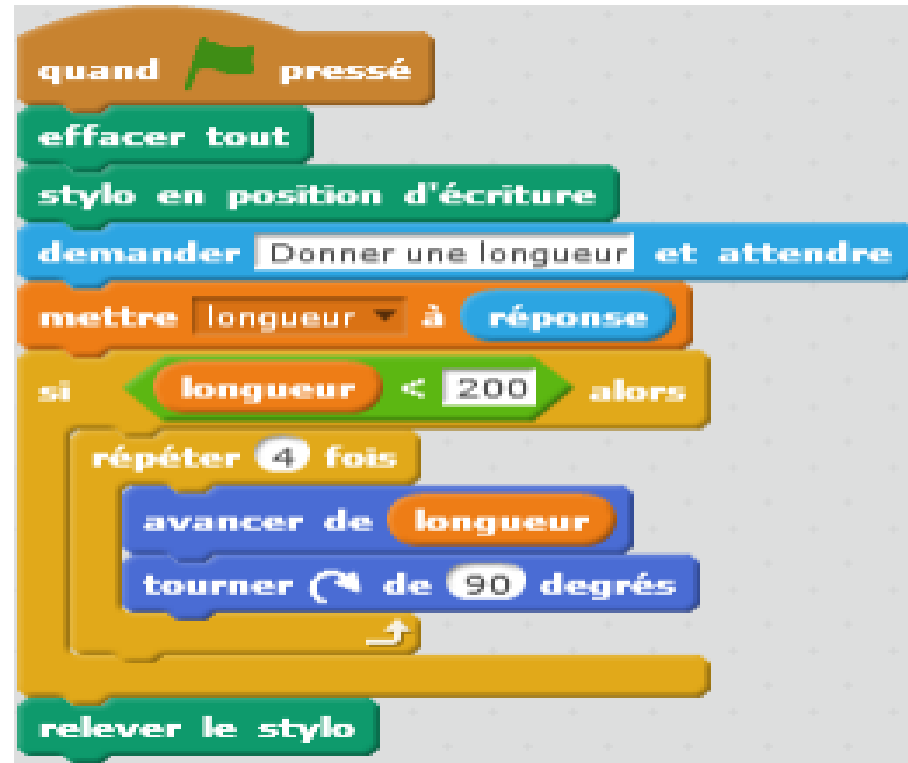 quand pressé
effacer tout
stylo en position d'écriture
demander Donner une longueur et attendre
mettre longueur à réponse
si longueur < 200 alors
répéter 4 fois
avancer de longueur
tourner de 90 degrés
relever le stylo